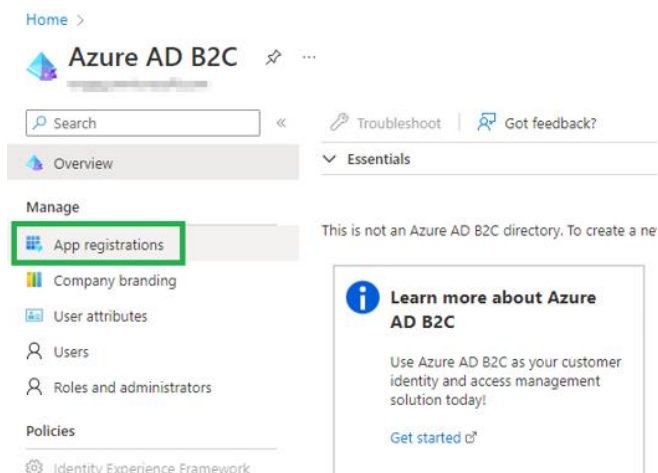 Home >
Azure AD B2C
Search
«
Troubleshoot
Got feedback?
Overview
Essentials
Manage
App registrations
This is not an Azure AD B2C directory. To create a ne
Company branding
User attributes
Users
Roles and administrators
Learn more about Azure
AD B2C
Use Azure AD B2C as your customer
identity and access management
solution today!
Get started
Policies
Identity Experience Framework